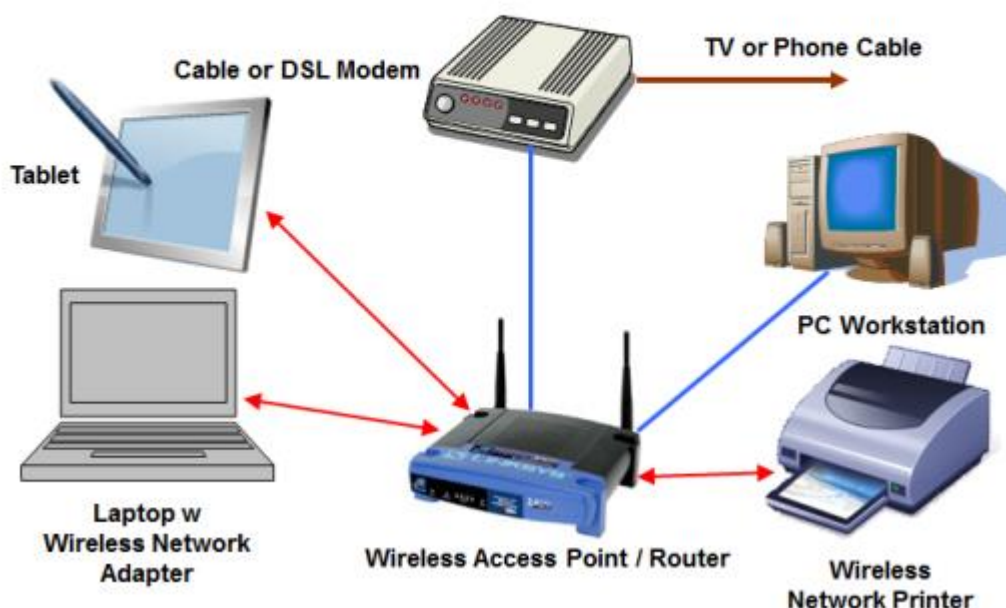 TV or Phone Cable
Cable or DSL Modem
Tablet
PC Workstation
Laptop w
Wireless Network
Adapter
LINKSYS
Wireless Access Point / Router
Wireless
Network Printer